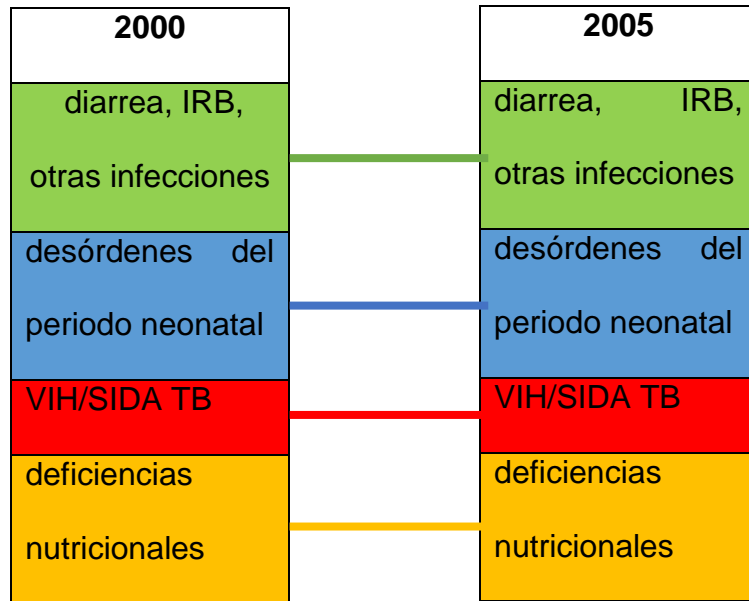 2000
diarrea, IRB,
otras infecciones
desórdenes del
periodo neonatal
VIH/SIDA TB
deficiencias
nutricionales
2005
diarrea, IRB,
otras infecciones
desórdenes del
periodo neonatal
VIH/SIDA TB
deficiencias
nutricionales